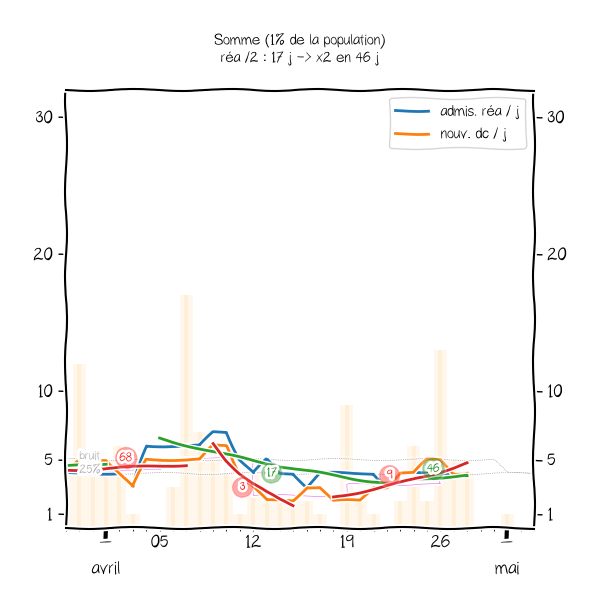 Somme (1% de la population)
réa /2 : 17 j -> x2 en 46 j
admis. réa / j
nouv. dc / j
30 30
20 20
10 10
5 5
1 1
bruit
25%
68
3
17
9
46
1 05 12 19 26 1
avril mai